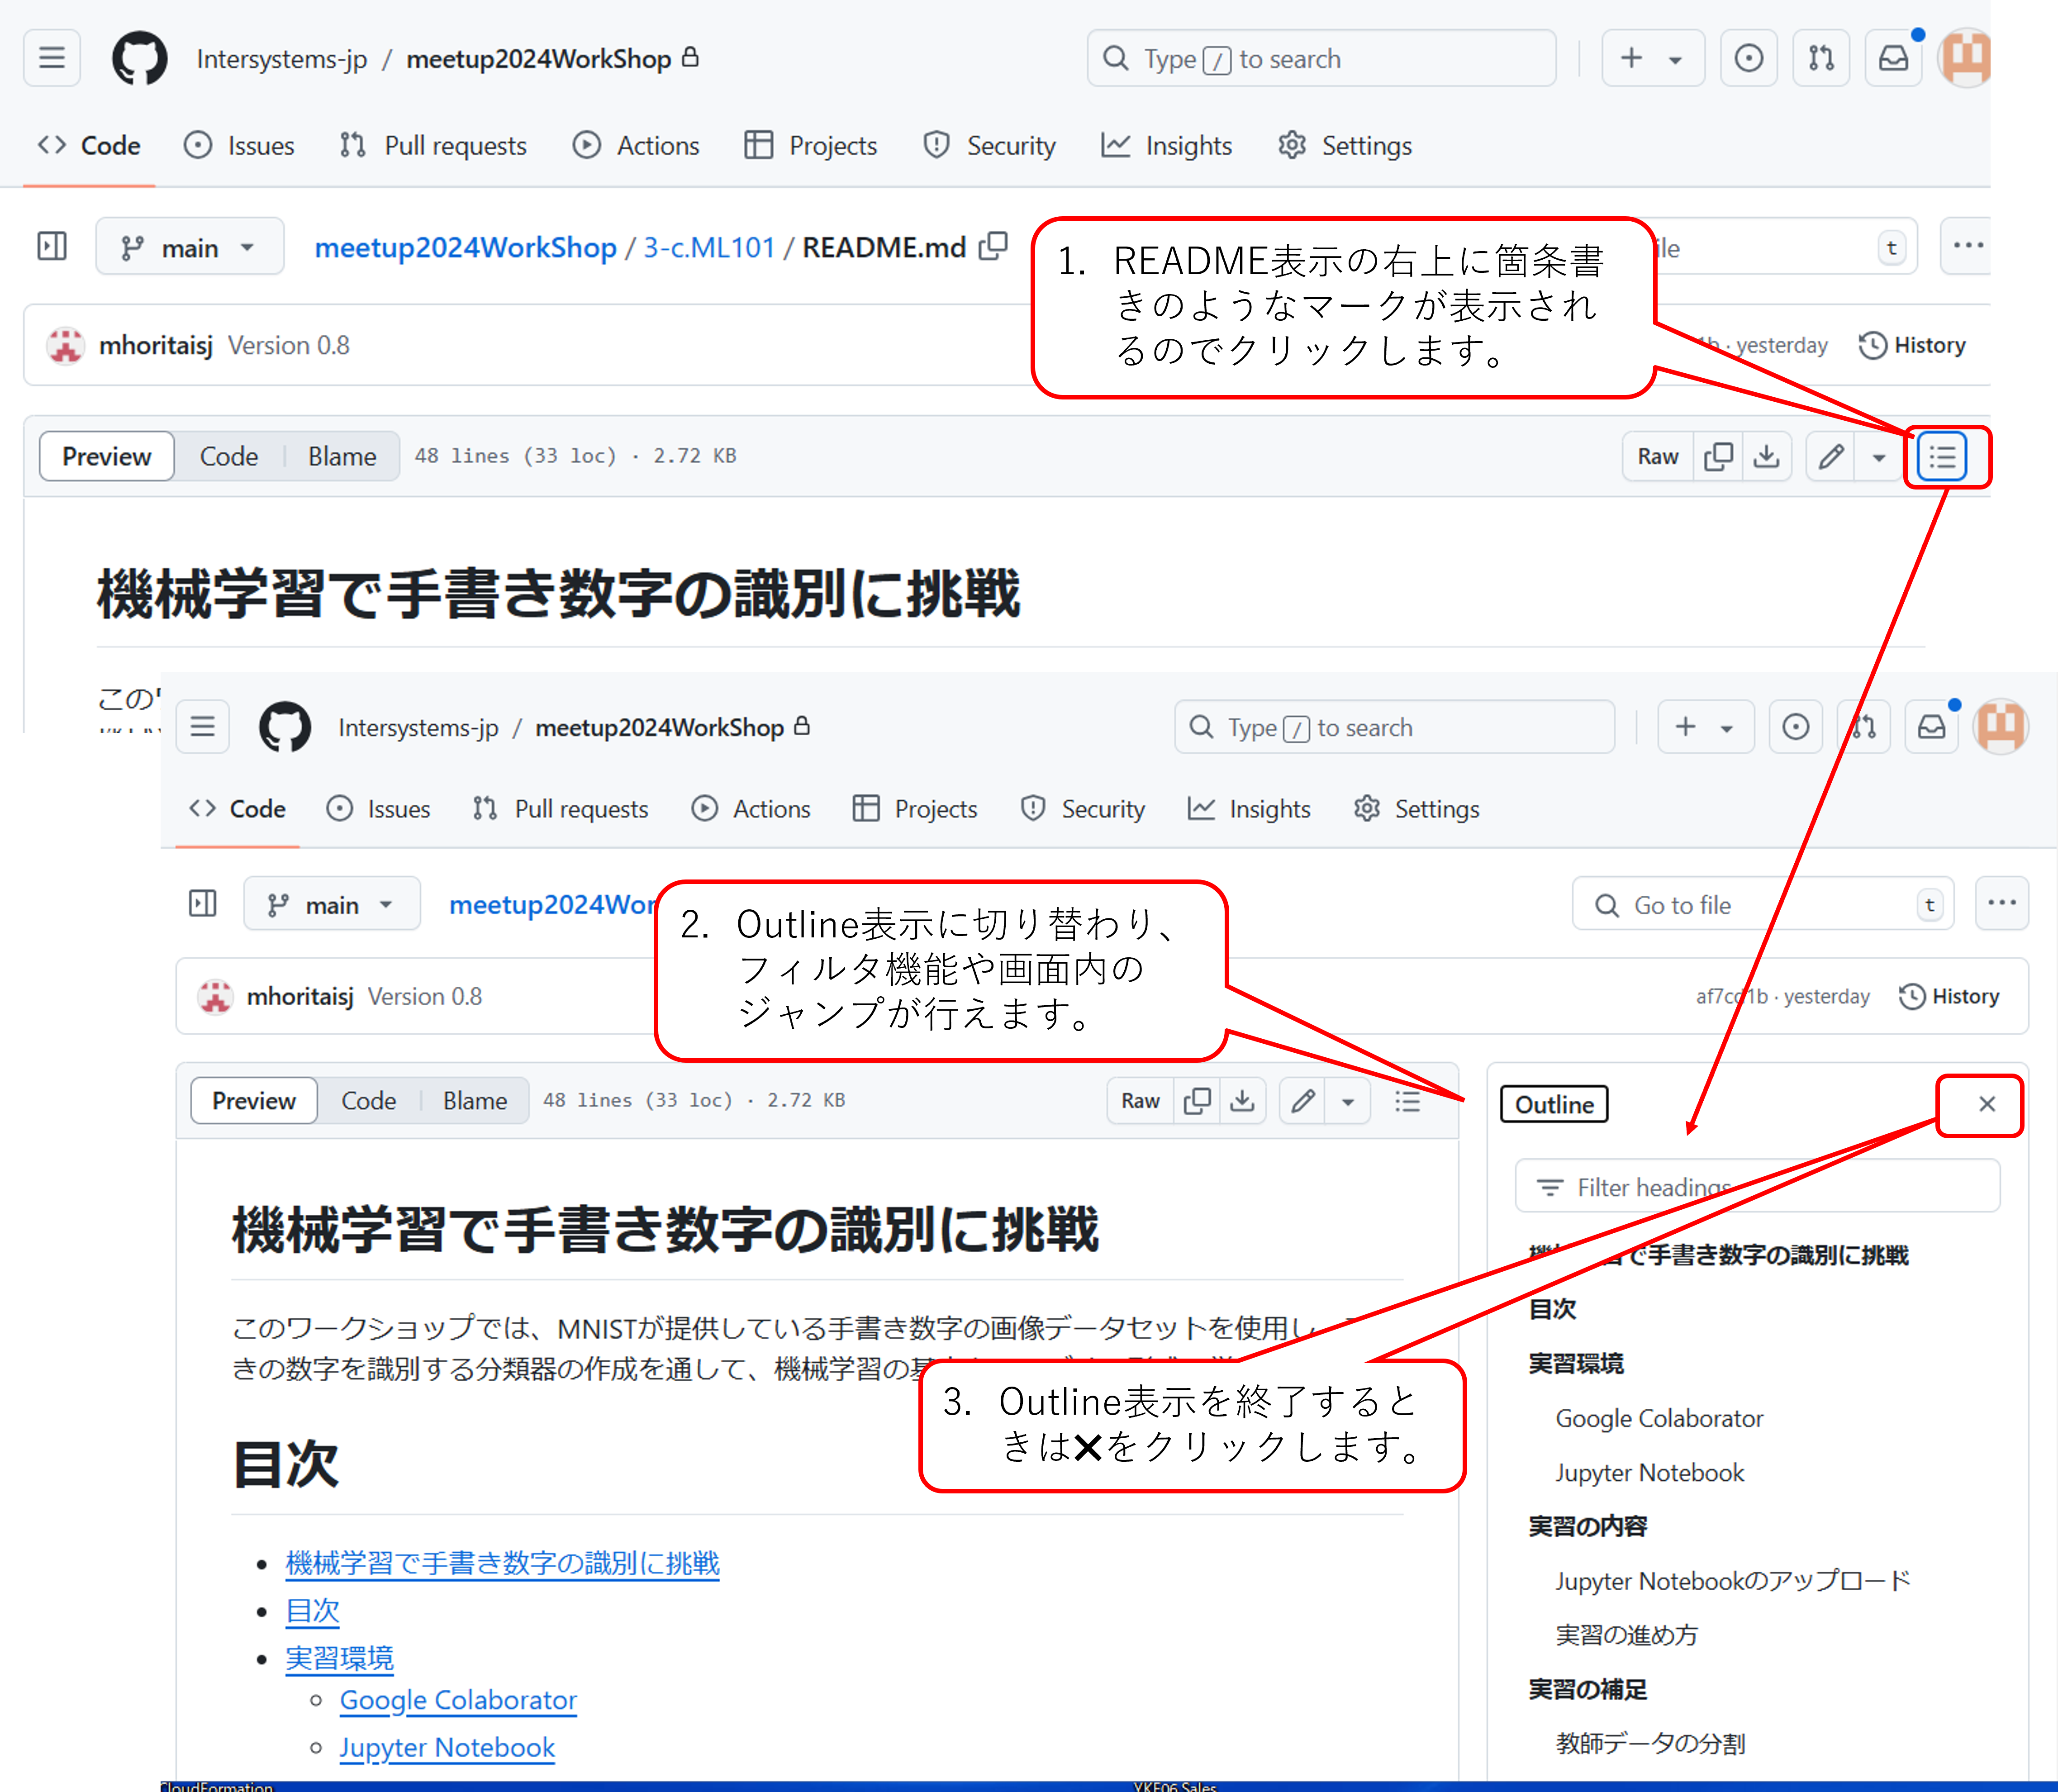 Intersystems-jp / meetup2024WorkShop
Type / to search
Code Issues Pull requests Actions Projects Security Insights Settings
main meetup2024WorkShop / 3-c.ML101 / README.md
t
1. README表示の右上に箇条書
きのようなマークが表示され
るのでクリックします。
mhoritaisj Version 0.8
yesterday History
Preview Code Blame 48 lines (33 loc) · 2.72 KB
Raw
機械学習で手書き数字の識別に挑戦
この
Intersystems-jp / meetup2024WorkShop
Type / to search
Code Issues Pull requests Actions Projects Security Insights Settings
main
Go to file t
2. Outline表示に切り替わり、
フィルタ機能や画面内の
ジャンプが行えます。
mhoritaisj Version 0.8
af7cd1b · yesterday History
Preview Code Blame 48 lines (33 loc) · 2.72 KB
Raw
機械学習で手書き数字の識別に挑戦
このワークショップでは、MNISTが提供している手書き数字の画像データセットを使用し
きの数字を識別する分類器の作成を通して、機械学習の
3. Outline表示を終了すると
きは✖をクリックします。
目次
• 機械学習で手書き数字の識別に挑戦
• 目次
• 実習環境
◦ Google Colaborator
◦ Jupyter Notebook
Outline ×
Filter headings
で手書き数字の識別に挑戦
目次
実習環境
Google Colaborator
Jupyter Notebook
実習の内容
Jupyter Notebookのアップロード
実習の進め方
実習の補足
教師データの分割
CloudFormation